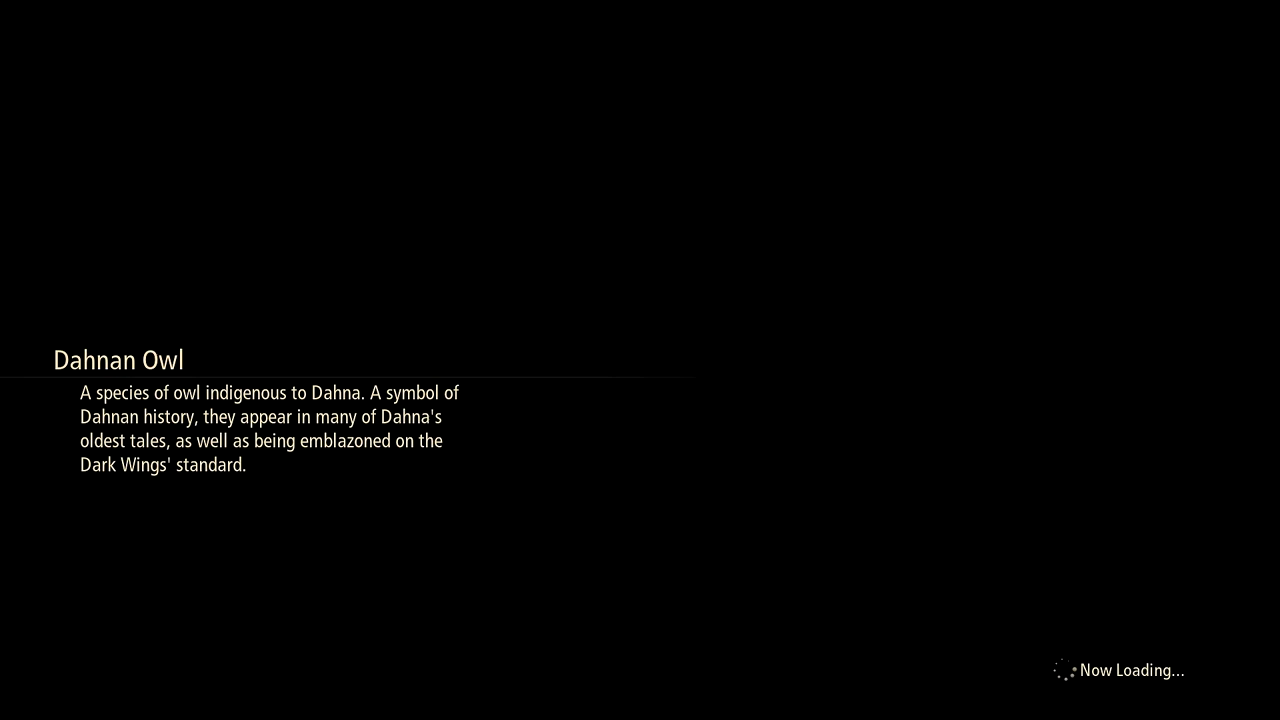 Dahnan Owl
A species of owl indigenous to Dahna. A symbol of
Dahnan history, they appear in many of Dahna's
oldest tales, as well as being emblazoned on the
Dark Wings' standard.
Now Loading...